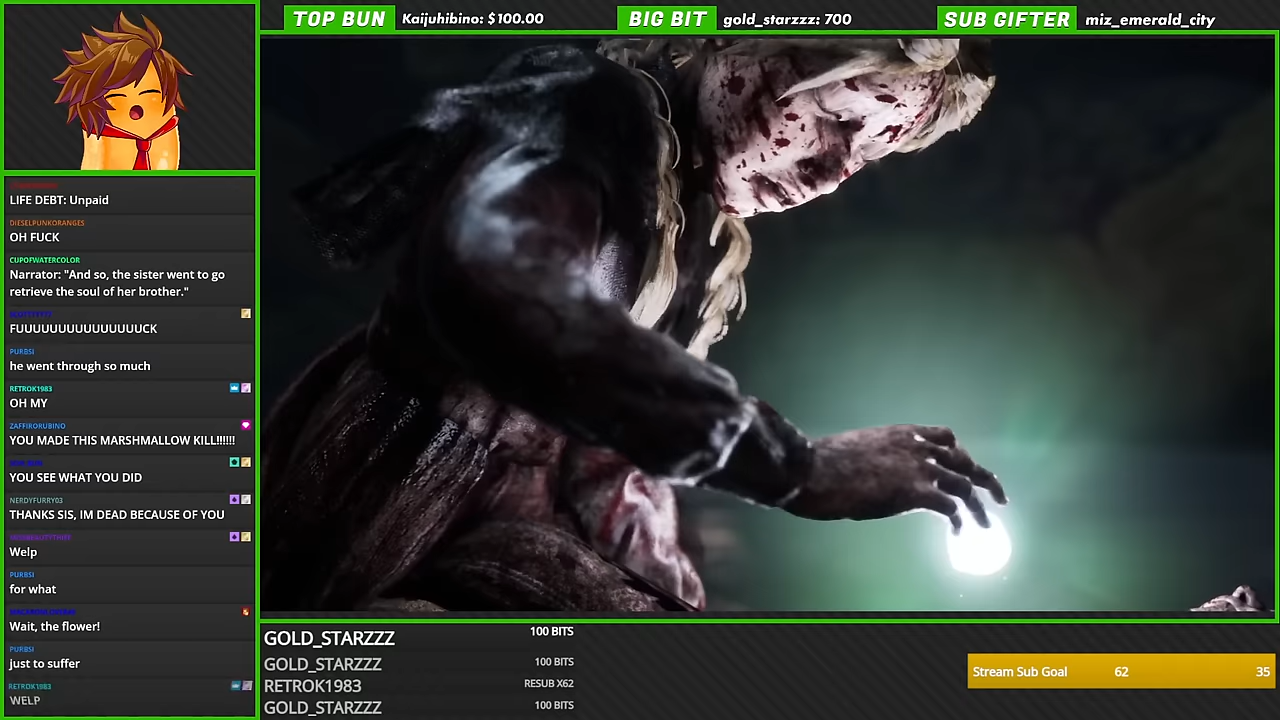 TOP BUN Kaijuhibino: $100.00 BIG BIT gold_starzzz: 700 SUB GIFTER miz_emerald_city
LIFE DEBT: Unpaid
DIESELPUNKORANGES
OH FUCK
CUPOFWATERCOLOR
Narrator: "And so, the sister went to go
retrieve the soul of her brother."
FUUUUUUUUUUUUUUUCK
PURBSI
he went through so much
RETROK1983
OH MY
ZAFFIRORUBINO
YOU MADE THIS MARSHMALLOW KILL!!!!!!
YOU SEE WHAT YOU DID
NERDYFURRY03
THANKS SIS, IM DEAD BECAUSE OF YOU
Welp
PURBSI
for what
Wait, the flower!
PURBSI
just to suffer
RETROK1983
WELP
GOLD_STARZZZ 100 BITS
GOLD_STARZZZ 100 BITS
RETROK1983 RESUB X62
GOLD_STARZZZ 100 BITS
Stream Sub Goal 62 35